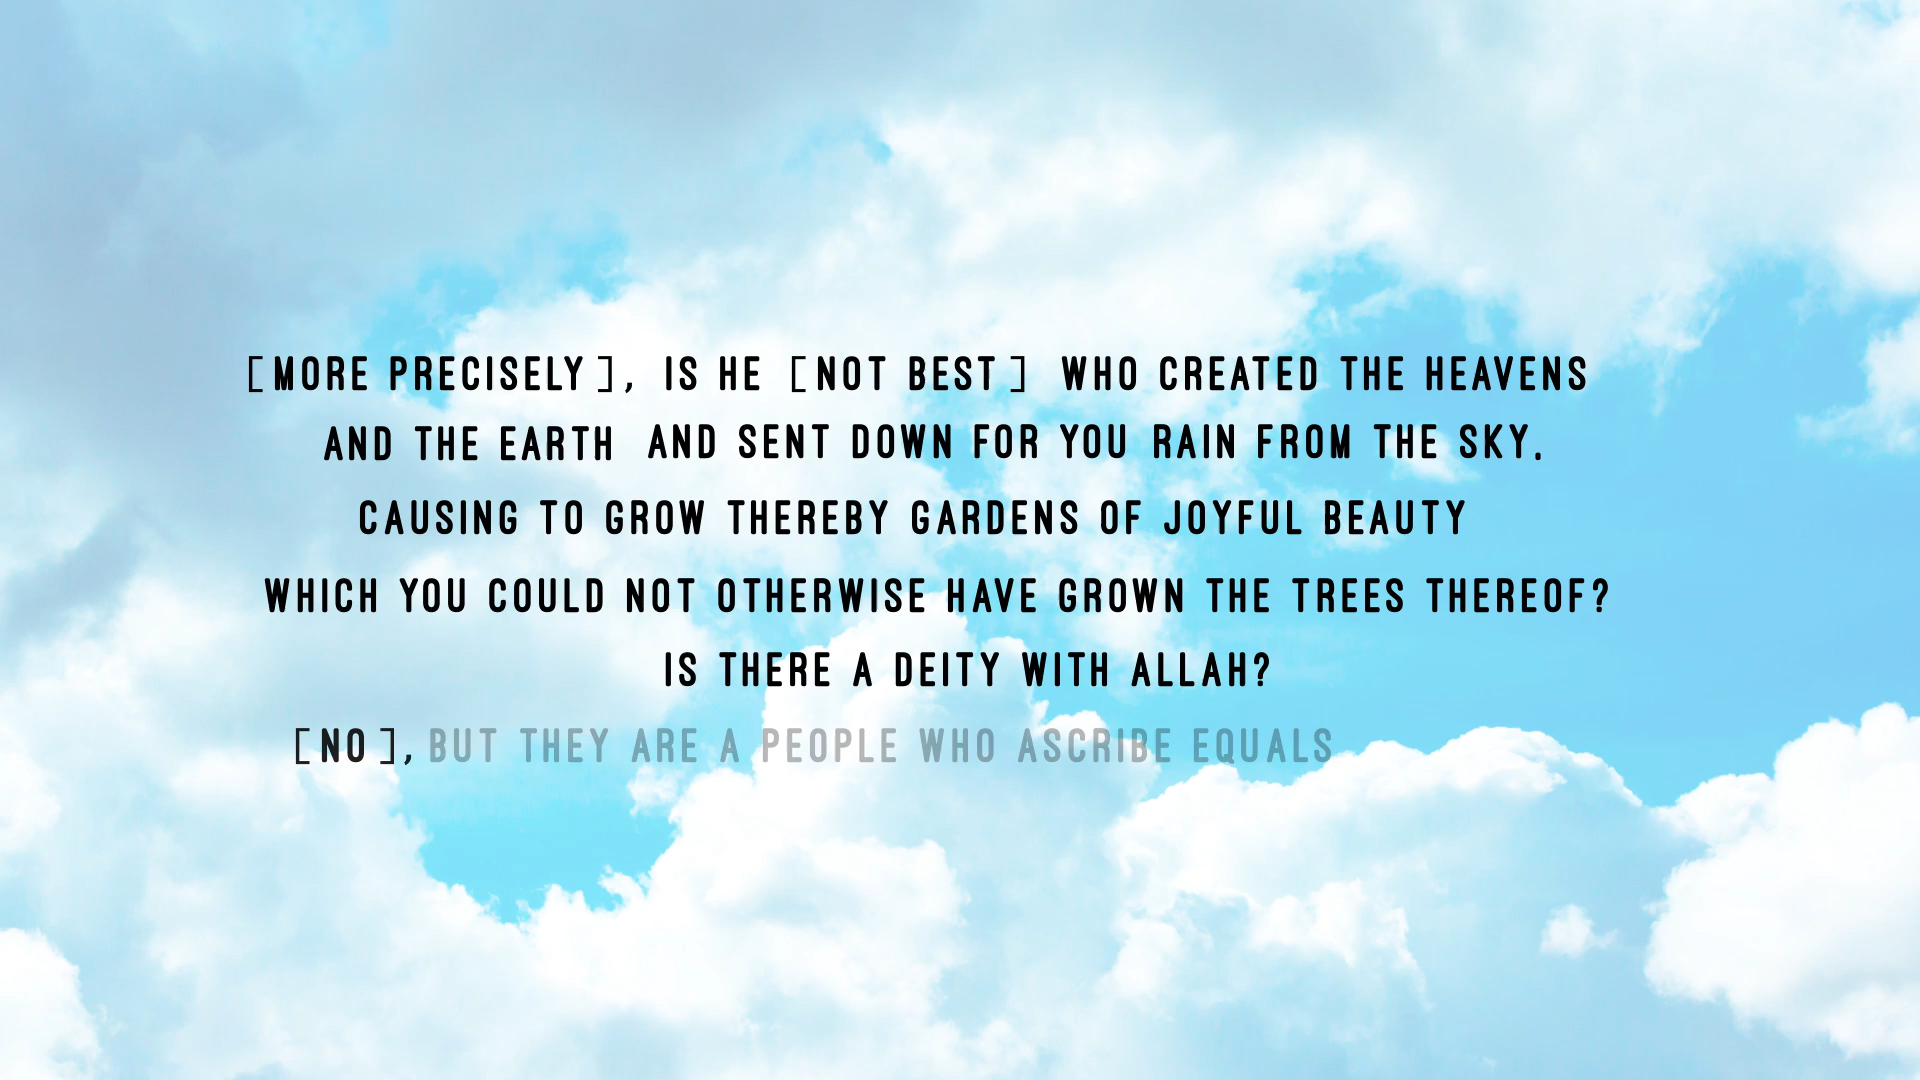 [MORE PRECISELY], IS HE [NOT BEST] WHO CREATED THE HEAVENS
AND THE EARTH AND SENT DOWN FOR YOU RAIN FROM THE SKY,
CAUSING TO GROW THEREBY GARDENS OF JOYFUL BEAUTY
WHICH YOU COULD NOT OTHERWISE HAVE GROWN THE TREES THEREOF?
IS THERE A DEITY WITH ALLAH?
[NO], BUT THEY ARE A PEOPLE WHO ASCRIBE EQUALS